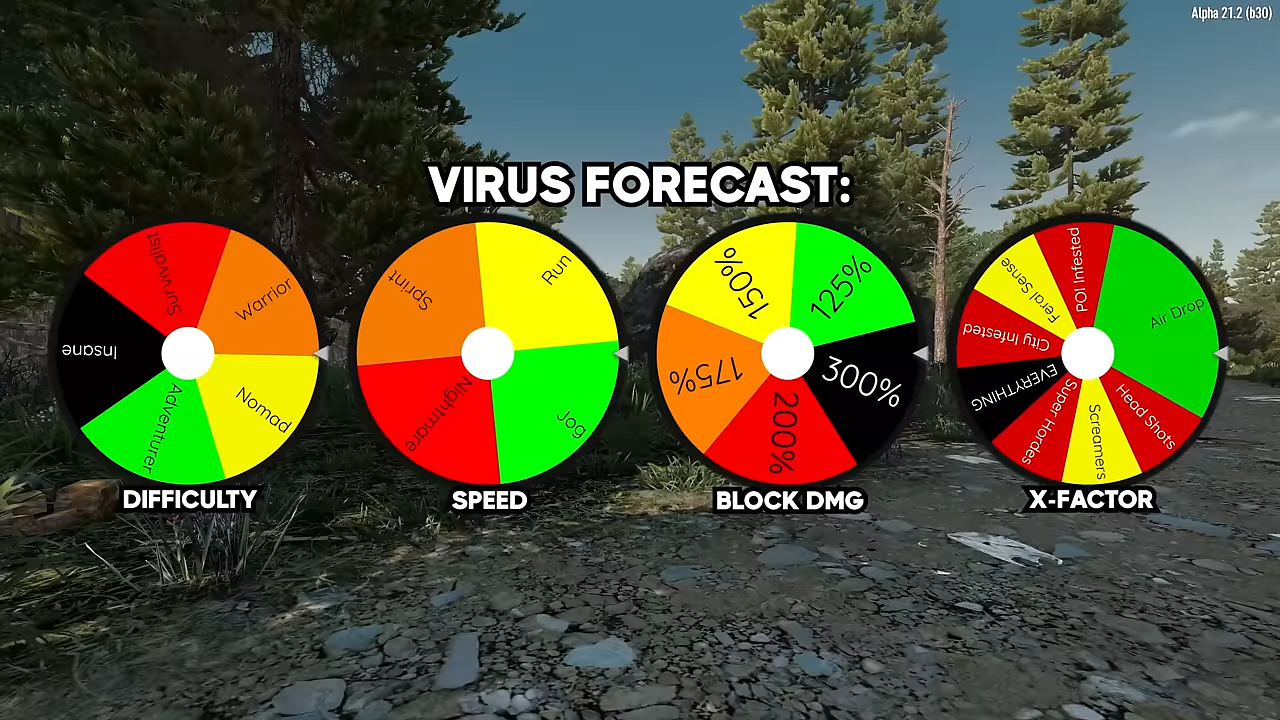 Alpha 21.2 (b30)
VIRUS FORECAST:
Survivalist
Warrior
Insane
Nomad
Adventurer
DIFFICULTY
Sprint
Run
Nightmare
Jog
SPEED
150%
125%
175%
300%
200%
BLOCK DMG
POI Infested
Feral Sense
Air Drop
City Infested
EVERYTHING
Super Hordes
Screamers
Head Shots
X-FACTOR